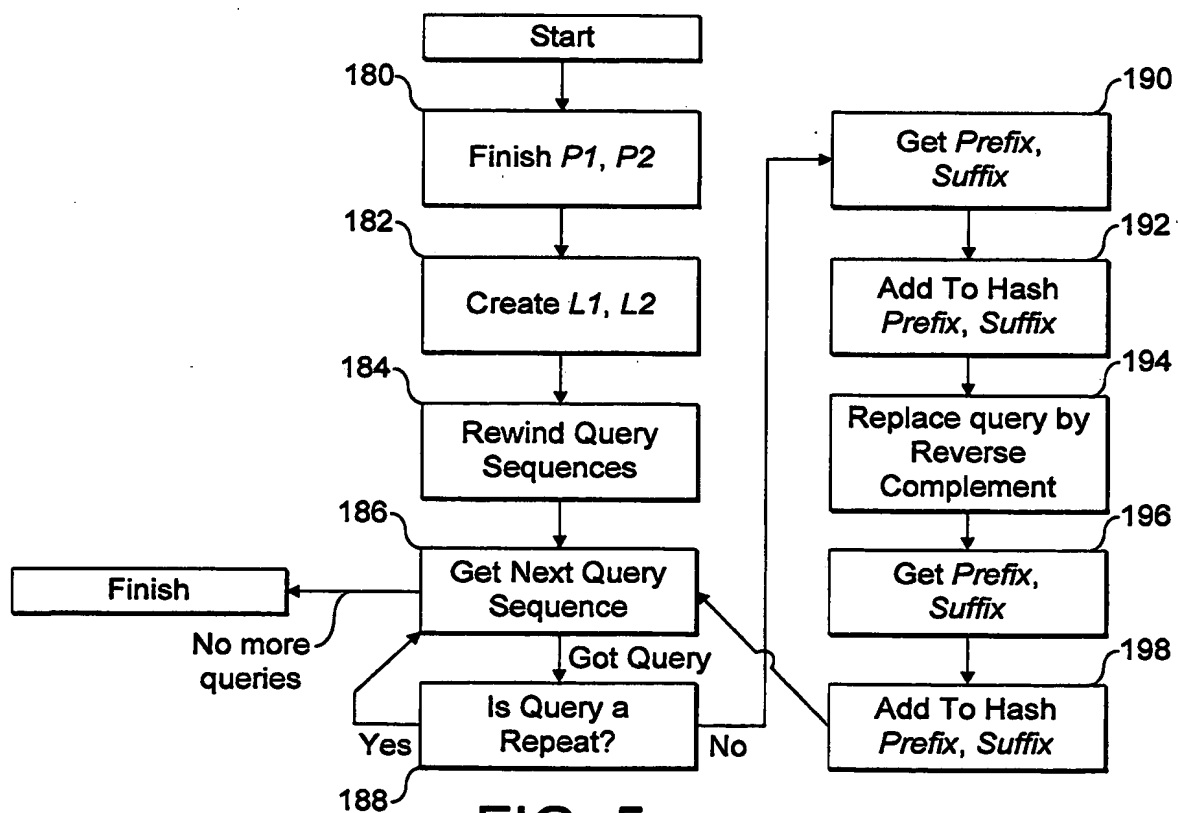 Start
180
Finish P1, P2
182
Create L1, L2
184
Rewind Query
Sequences
186
Get Next Query
Sequence
Finish
No more
queries
Got Query
Is Query a
Repeat?
Yes
No
188
190
Get Prefix,
Suffix
192
Add To Hash
Prefix, Suffix
194
Replace query by
Reverse
Complement
196
Get Prefix,
Suffix
198
Add To Hash
Prefix, Suffix